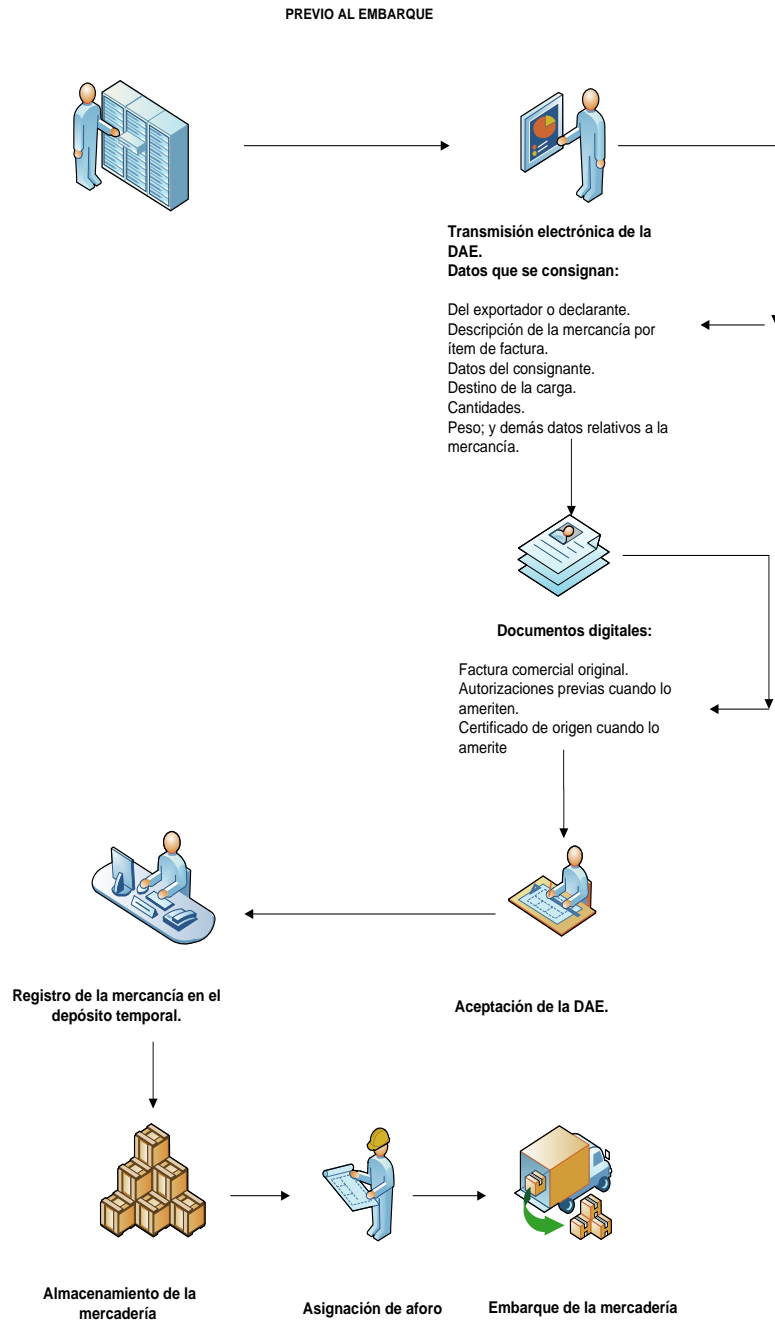 PREVIO AL EMBARQUE
Transmisión electrónica de la
DAE.
Datos que se consignan:
Del exportador o declarante.
Descripción de la mercancía por
ítem de factura.
Datos del consignante.
Destino de la carga.
Cantidades.
Peso; y demás datos relativos a la
mercancía.
Documentos digitales:
Factura comercial original.
Autorizaciones previas cuando lo
ameriten.
Certificado de origen cuando lo
amerite
Registro de la mercancía en el
depósito temporal.
Aceptación de la DAE.
Almacenamiento de la
mercadería
Asignación de aforo
Embarque de la mercadería